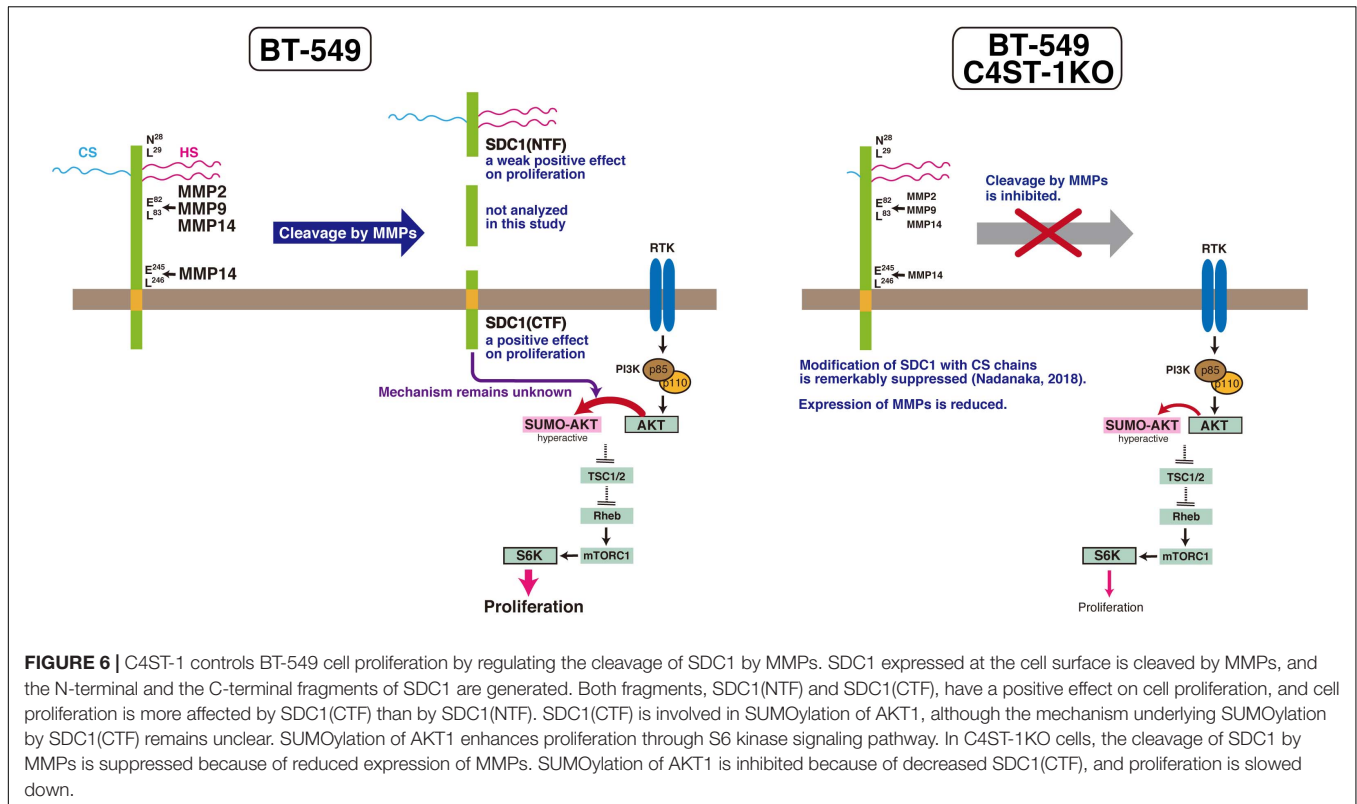 BT-549
CS
N28
L29
HS
E82
L83
MMP2
MMP9
MMP14
E245
L246
MMP14
Cleavage by MMPs
SDC1(NTF)
a weak positive effect
on proliferation
not analyzed
in this study
SDC1(CTF)
a positive effect
on proliferation
Mechanism remains unknown
RTK
PI3K
p85
p110
SUMO-AKT
hyperactive
AKT
TSC1/2
Rheb
S6K
mTORC1
Proliferation
BT-549
C4ST-1KO
N28
L29
E82
L83
MMP2
MMP9
MMP14
E245
L246
MMP14
Cleavage by MMPs
is inhibited.
Modification of SDC1 with CS chains
is remerkably suppressed (Nadanaka, 2018).
Expression of MMPs is reduced.
RTK
PI3K
p85
p110
SUMO-AKT
hyperactive
AKT
TSC1/2
Rheb
S6K
mTORC1
Proliferation
FIGURE 6 | C4ST-1 controls BT-549 cell proliferation by regulating the cleavage of SDC1 by MMPs. SDC1 expressed at the cell surface is cleaved by MMPs, and
the N-terminal and the C-terminal fragments of SDC1 are generated. Both fragments, SDC1(NTF) and SDC1(CTF), have a positive effect on cell proliferation, and cell
proliferation is more affected by SDC1(CTF) than by SDC1(NTF). SDC1(CTF) is involved in SUMOylation of AKT1, although the mechanism underlying SUMOylation
by SDC1(CTF) remains unclear. SUMOylation of AKT1 enhances proliferation through S6 kinase signaling pathway. In C4ST-1KO cells, the cleavage of SDC1 by
MMPs is suppressed because of reduced expression of MMPs. SUMOylation of AKT1 is inhibited because of decreased SDC1(CTF), and proliferation is slowed
down.